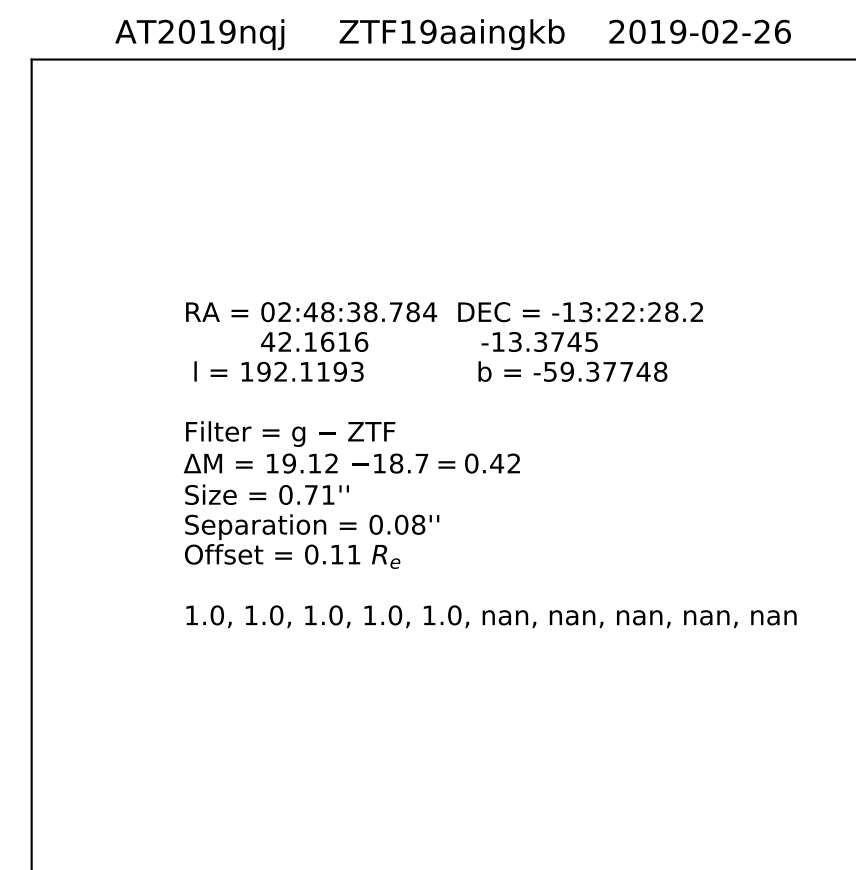 AT2019nqj ZTF19aaingkb 2019-02-26
RA = 02:48:38.784 DEC = -13:22:28.2
42.1616 -13.3745
l = 192.1193 b = -59.37748
Filter = g − ZTF
ΔM = 19.12 −18.7 = 0.42
Size = 0.71''
Separation = 0.08''
Offset = 0.11 Re
1.0, 1.0, 1.0, 1.0, 1.0, nan, nan, nan, nan, nan